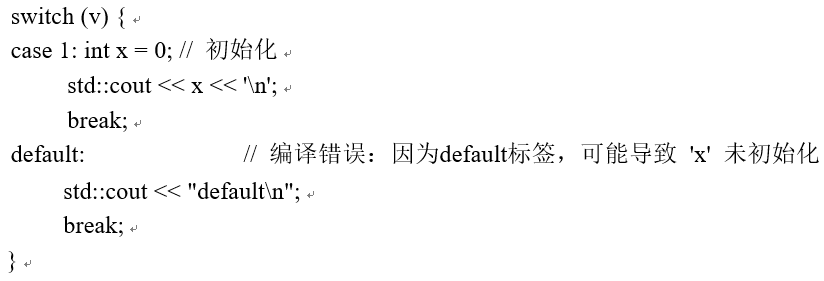 switch (v) {
case 1: int x = 0; // 初始化
std::cout << x << '\n';
break;
default: // 编译错误：因为default标签，可能导致 'x' 未初始化
std::cout << "default\n";
break;
}